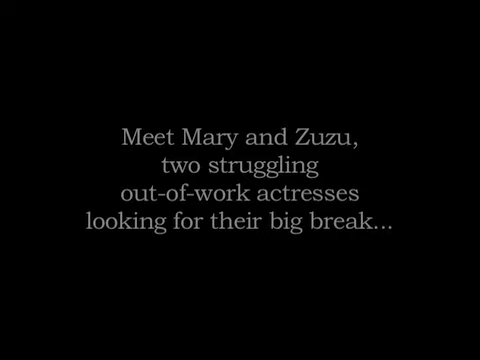 Meet Mary and Zuzu,
two struggling
out-of-work actresses
looking for their big break...